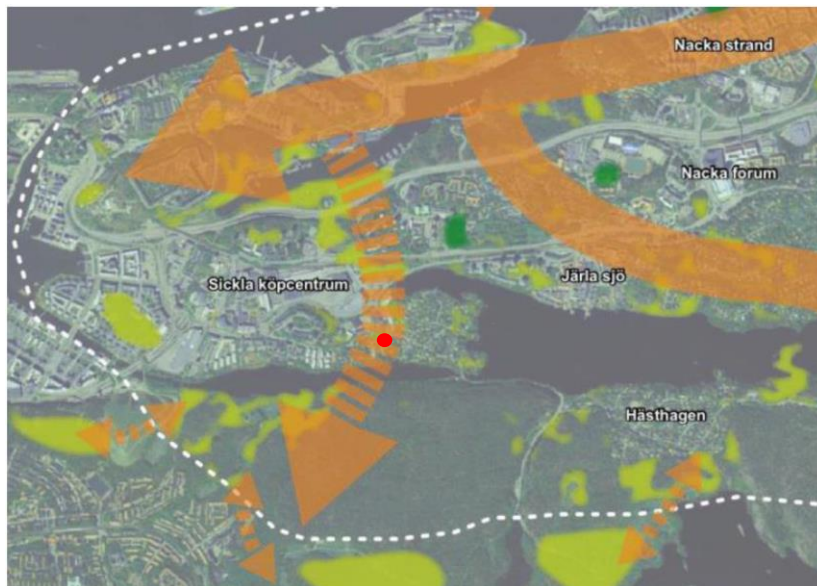 Nacka strand
Nacka forum
Sickla köpcentrum
Järla sjö
Hästhagen